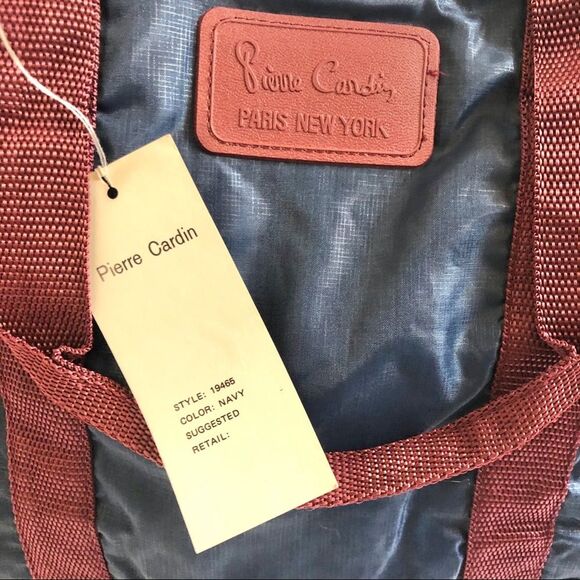 Pierre Cardin
PARIS NEW YORK
Pierre Cardin
STYLE: 19465
COLOR: NAVY
SUGGESTED
RETAIL: